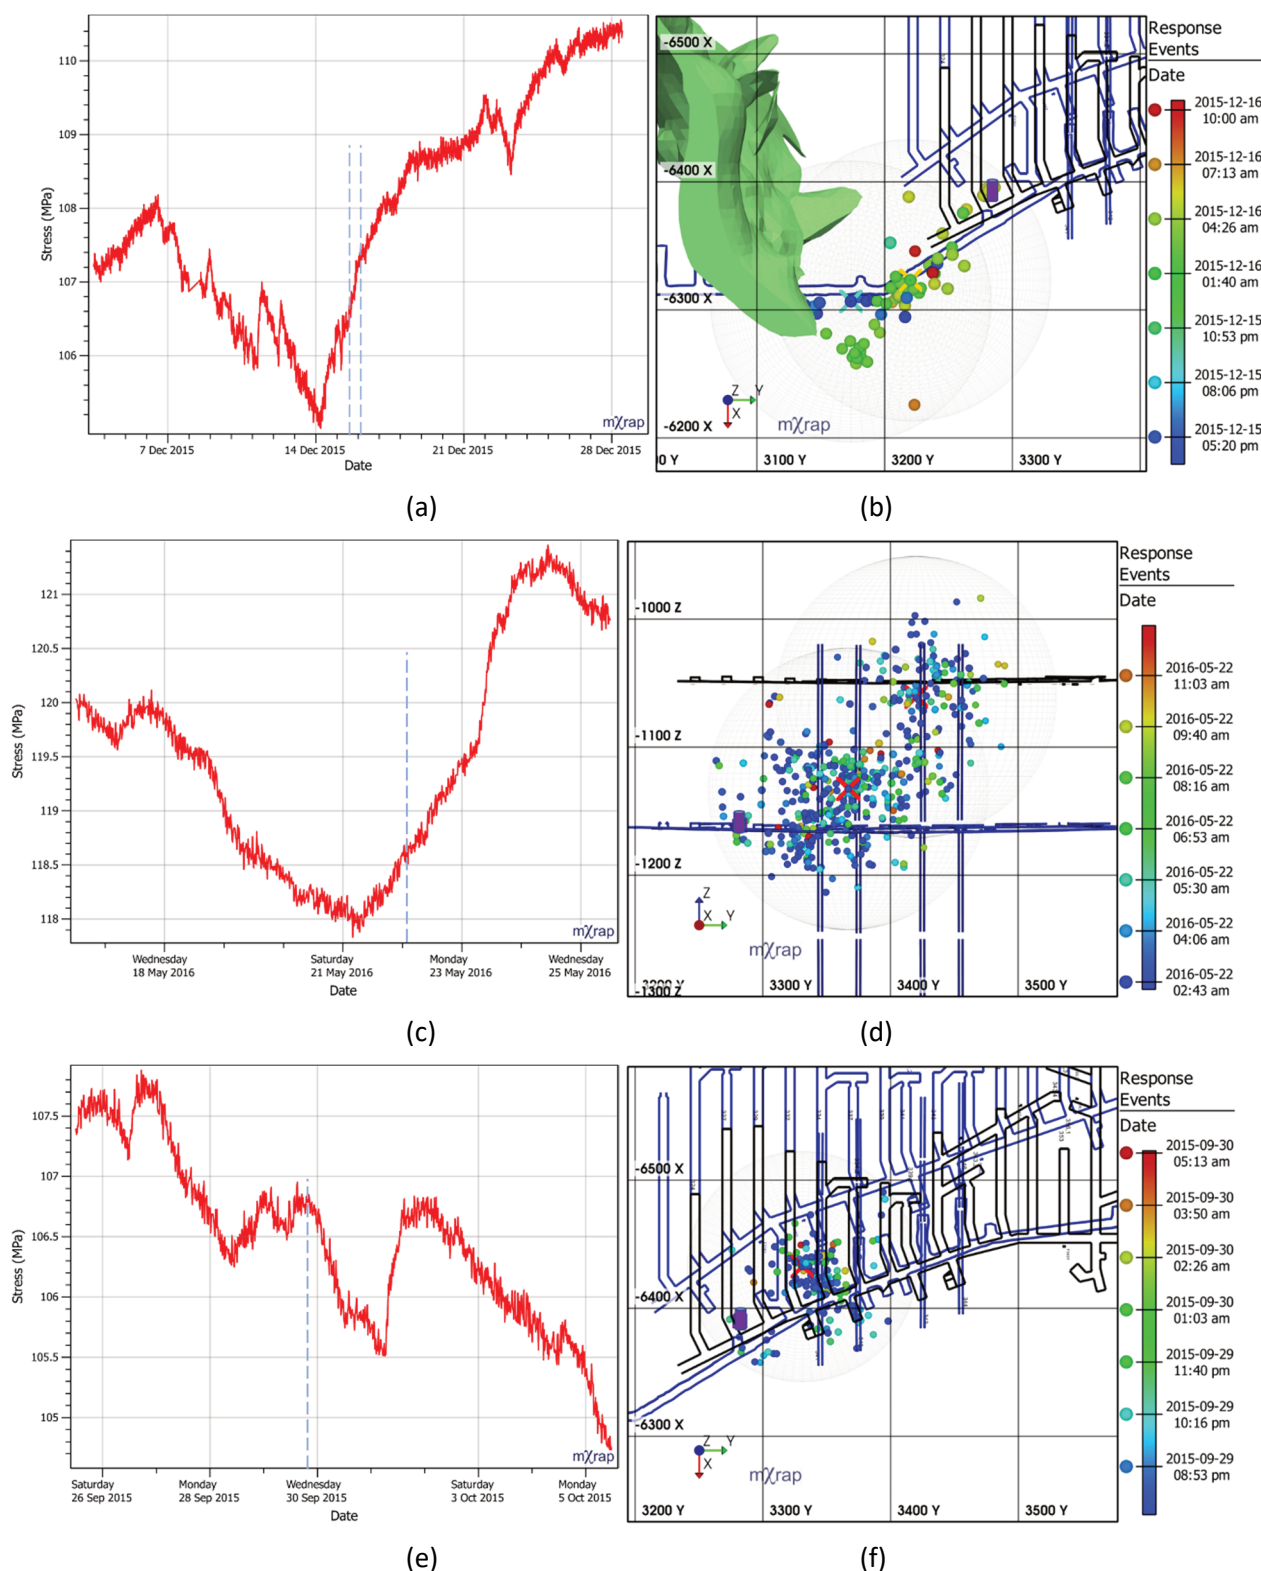 110
109
108
107
106
Stress (MPa)
7 Dec 2015
14 Dec 2015
21 Dec 2015
28 Dec 2015
Date
mχrap
(a)
-6500 X
-6400 X
-6300 X
-6200 X
00 Y
3100 Y
3200 Y
3300 Y
Z
Y
X
mχrap
Response
Events
Date
2015-12-16
10:00 am
2015-12-16
07:13 am
2015-12-16
04:26 am
2015-12-16
01:40 am
2015-12-15
10:53 pm
2015-12-15
08:06 pm
2015-12-15
05:20 pm
(b)
121
120.5
120
119.5
119
118.5
118
Stress (MPa)
Wednesday
18 May 2016
Saturday
21 May 2016
Monday
23 May 2016
Wednesday
25 May 2016
Date
mχrap
(c)
-1000 Z
-1100 Z
-1200 Z
-1300 Z
3200 Y
3300 Y
3400 Y
3500 Y
Z
X
Y
mχrap
Response
Events
Date
2016-05-22
11:03 am
2016-05-22
09:40 am
2016-05-22
08:16 am
2016-05-22
06:53 am
2016-05-22
05:30 am
2016-05-22
04:06 am
2016-05-22
02:43 am
(d)
107.5
107
106.5
106
105.5
105
Stress (MPa)
Saturday
26 Sep 2015
Monday
28 Sep 2015
Wednesday
30 Sep 2015
Saturday
3 Oct 2015
Monday
5 Oct 2015
Date
mχrap
(e)
-6500 X
-6400 X
-6300 X
3200 Y
3300 Y
3400 Y
3500 Y
Z
Y
X
mχrap
Response
Events
Date
2015-09-30
05:13 am
2015-09-30
03:50 am
2015-09-30
02:26 am
2015-09-30
01:03 am
2015-09-29
11:40 pm
2015-09-29
10:16 pm
2015-09-29
08:53 pm
(f)